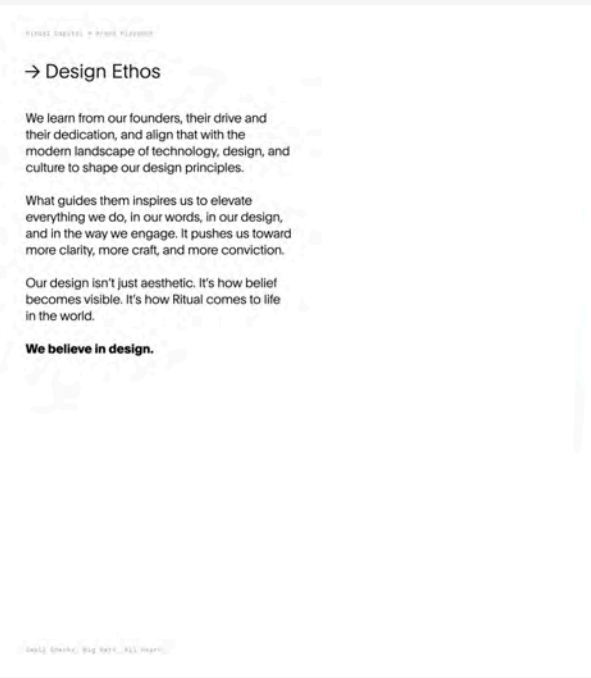 → Design Ethos
We learn from our founders, their drive and
their dedication, and align that with the
modern landscape of technology, design, and
culture to shape our design principles.
What guides them inspires us to elevate
everything we do, in our words, in our design,
and in the way we engage. It pushes us toward
more clarity, more craft, and more conviction.
Our design isn’t just aesthetic. It’s how belief
becomes visible. It’s how Ritual comes to life
in the world.
We believe in design.